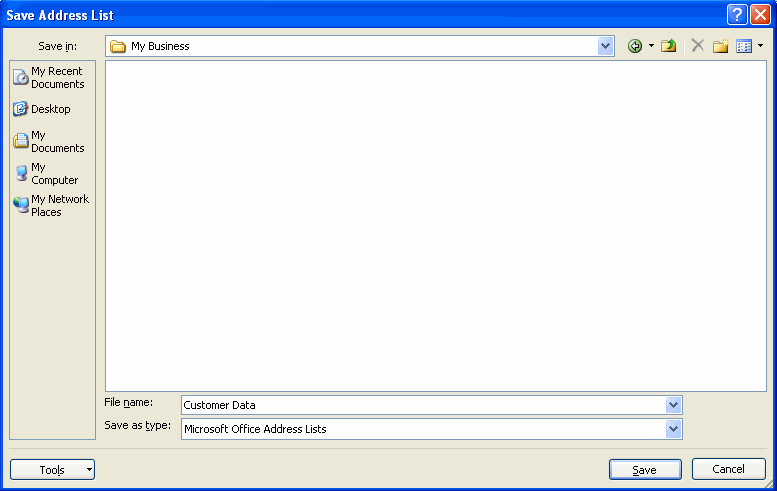 Save Address List
?
Save in:
My Business
My Recent
Documents
Desktop
My
Documents
My
Computer
My Network
Places
File name:
Customer Data
Save as type:
Microsoft Office Address Lists
Tools
Save
Cancel